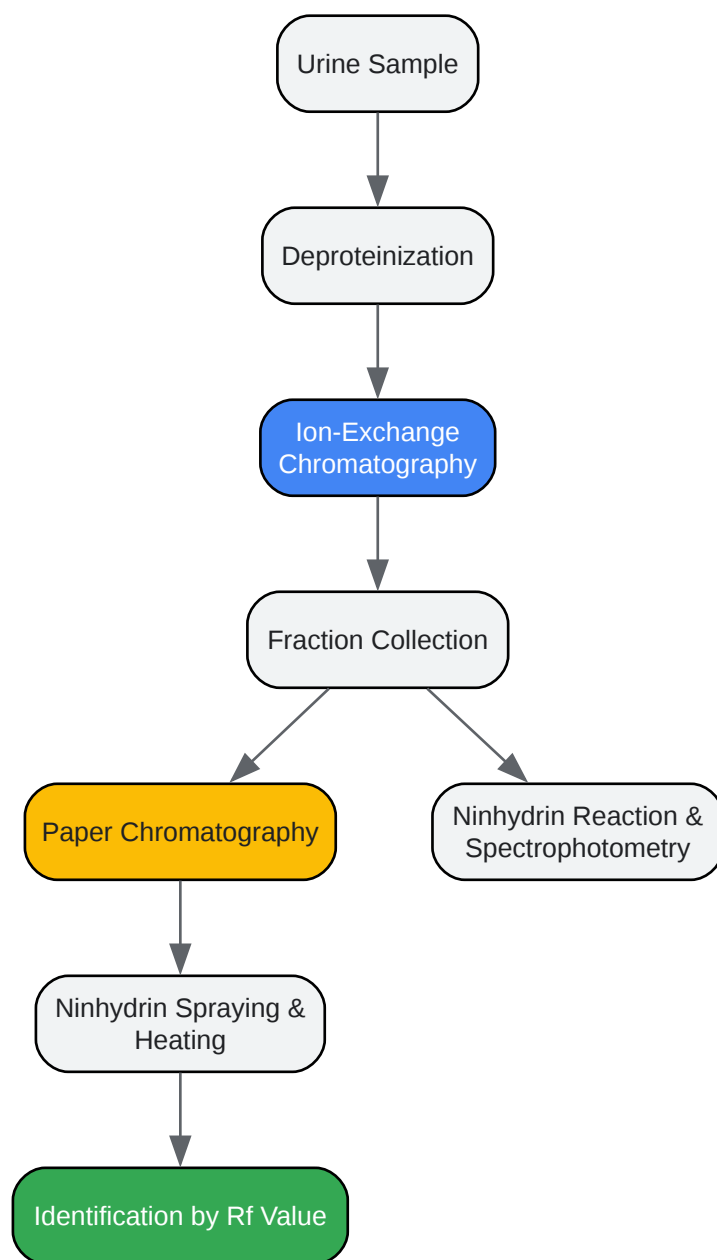 Urine Sample
Deproteinization
Ion-Exchange
Chromatography
Fraction Collection
Paper Chromatography
Ninhydrin Reaction &
Spectrophotometry
Ninhydrin Spraying &
Heating
Identification by Rf Value